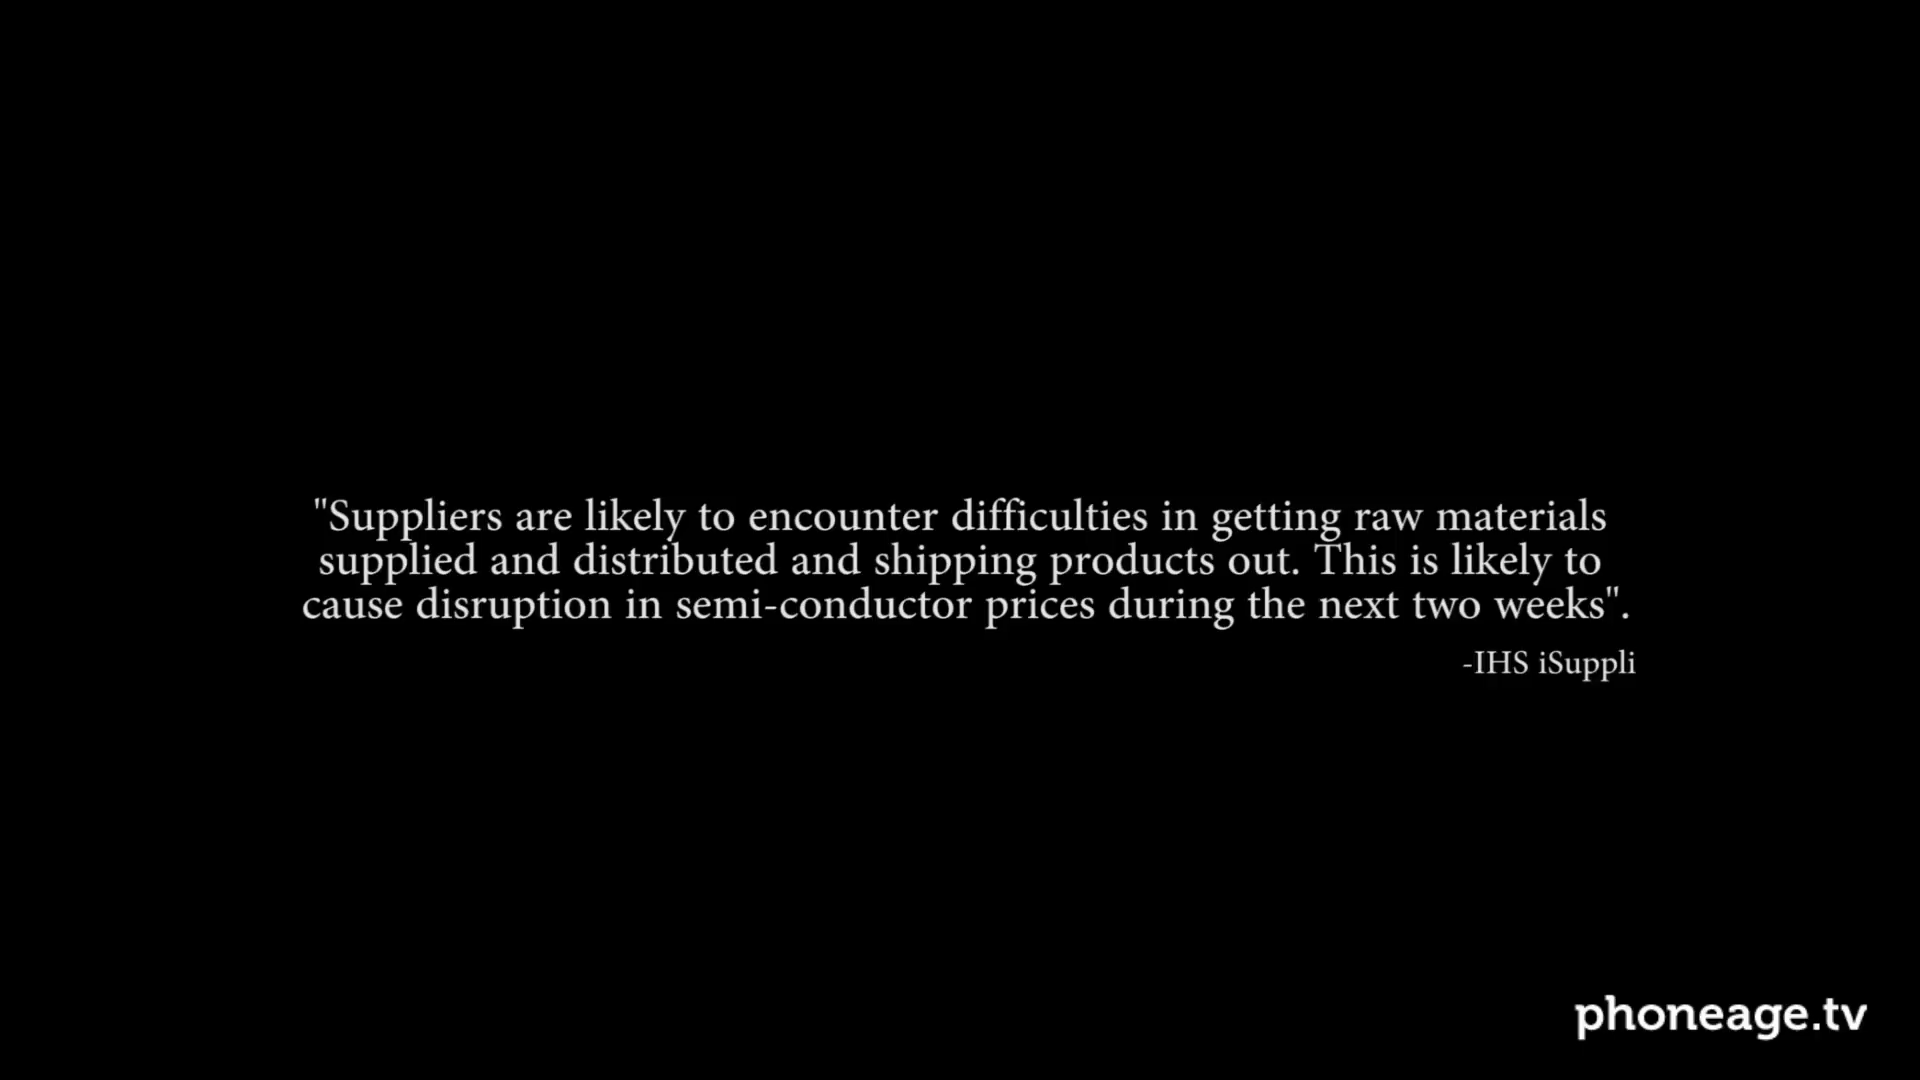 "Suppliers are likely to encounter difficulties in getting raw materials
supplied and distributed and shipping products out. This is likely to
cause disruption in semi-conductor prices during the next two weeks".
-IHS iSuppli
phoneage.tv